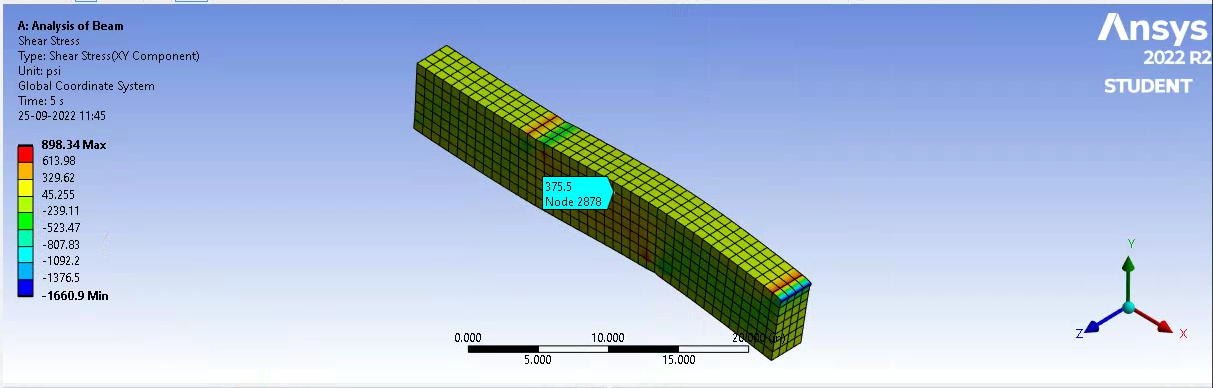 A: Analysis of Beam
Shear Stress
Type: Shear Stress(XY Component)
Unit: psi
Global Coordinate System
Time: 5 s
25-09-2022 11:45
898.34 Max
613.98
329.62
45.255
-239.11
-523.47
-807.83
-1092.2
-1376.5
-1660.9 Min
375.5
Node 2878
Ansys
2022 R2
STUDENT
0.000 10.000 20.000 (in)
5.000 15.000
Y
Z X